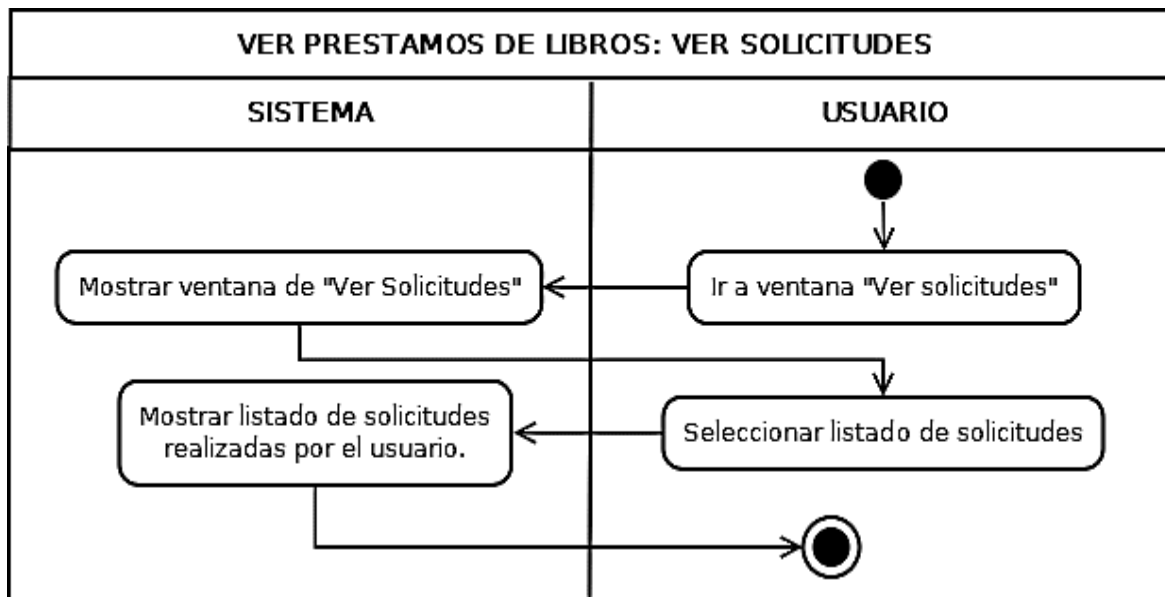 VER PRESTAMOS DE LIBROS: VER SOLICITUDES
SISTEMA
USUARIO
Mostrar ventana de "Ver Solicitudes"
Ir a ventana "Ver solicitudes"
Mostrar listado de solicitudes
realizadas por el usuario.
Seleccionar listado de solicitudes